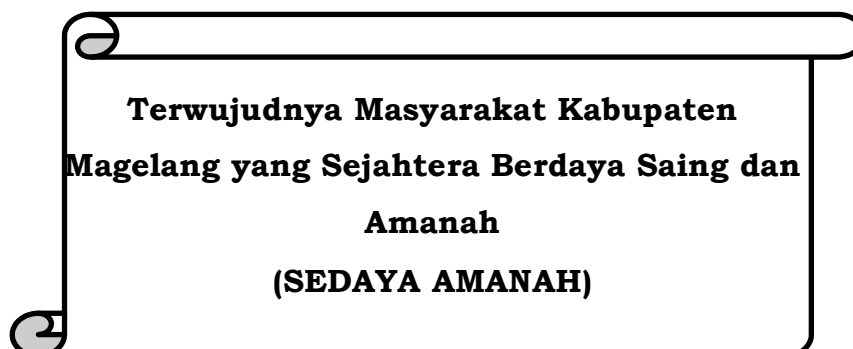 Terwujudnya Masyarakat Kabupaten
Magelang yang Sejahtera Berdaya Saing dan
Amanah
(SEDAYA AMANAH)